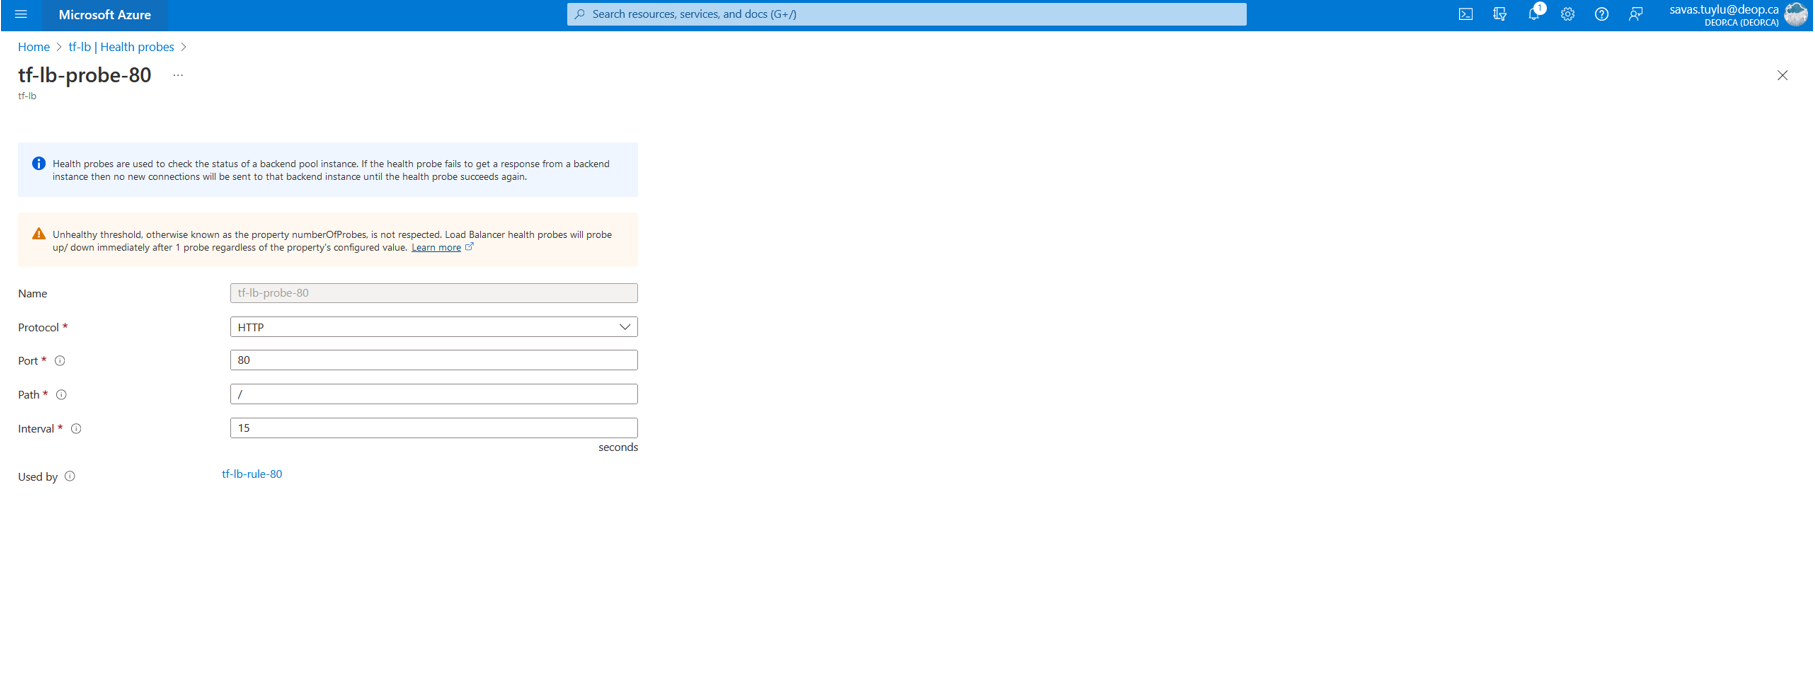 Microsoft Azure
Search resources, services, and docs (G+/)
1
savas.tuylu@deop.ca
DEOP.CA (DEOP.CA)
Home > tf-lb | Health probes >
tf-lb-probe-80 ...
tf-lb
Health probes are used to check the status of a backend pool instance. If the health probe fails to get a response from a backend
instance then no new connections will be sent to that backend instance until the health probe succeeds again.
Unhealthy threshold, otherwise known as the property numberOfProbes, is not respected. Load Balancer health probes will probe
up/ down immediately after 1 probe regardless of the property's configured value. Learn more
Name tf-lb-probe-80
Protocol * HTTP
Port * 80
Path * /
Interval * 15
seconds
Used by tf-lb-rule-80